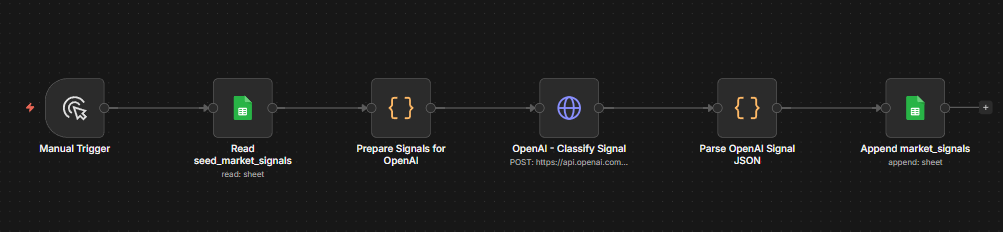 Manual Trigger
Read
seed_market_signals
read: sheet
Prepare Signals for
OpenAI
OpenAI - Classify Signal
POST: https://api.openai.com...
Parse OpenAI Signal
JSON
Append market_signals
append: sheet